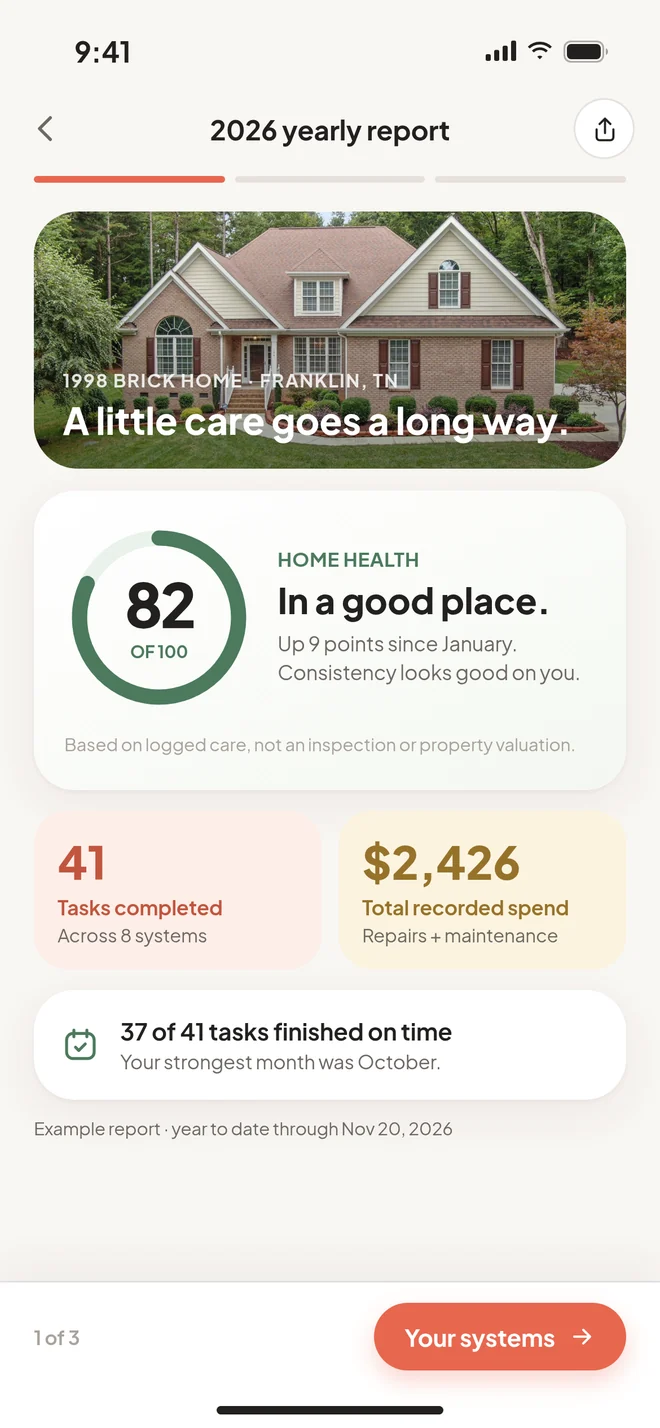 9:41
2026 yearly report
1998 BRICK HOME · FRANKLIN, TN
A little care goes a long way.
82
OF 100
HOME HEALTH
In a good place.
Up 9 points since January.
Consistency looks good on you.
Based on logged care, not an inspection or property valuation.
41
Tasks completed
Across 8 systems
$2,426
Total recorded spend
Repairs + maintenance
37 of 41 tasks finished on time
Your strongest month was October.
Example report · year to date through Nov 20, 2026
1 of 3
Your systems →